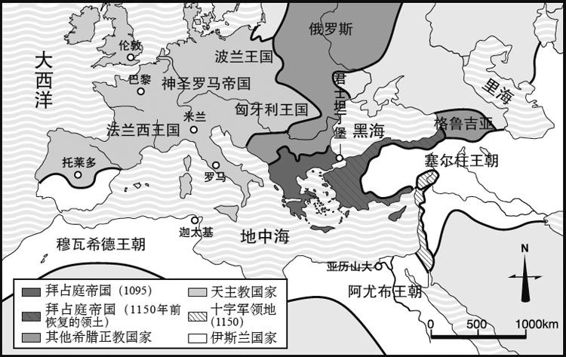 大西洋
伦敦
巴黎
神圣罗马帝国
波兰王国
俄罗斯
法兰西王国
米兰
匈牙利王国
君士坦丁堡
黑海
里海
格鲁吉亚
塞尔柱王朝
托莱多
罗马
迦太基
地中海
穆瓦希德王朝
亚历山大
阿尤布王朝
N
0 500 1000km
拜占庭帝国 (1095)
拜占庭帝国 (1150年前恢复的领土)
其他希腊正教国家
天主教国家
十字军领地 (1150)
伊斯兰国家